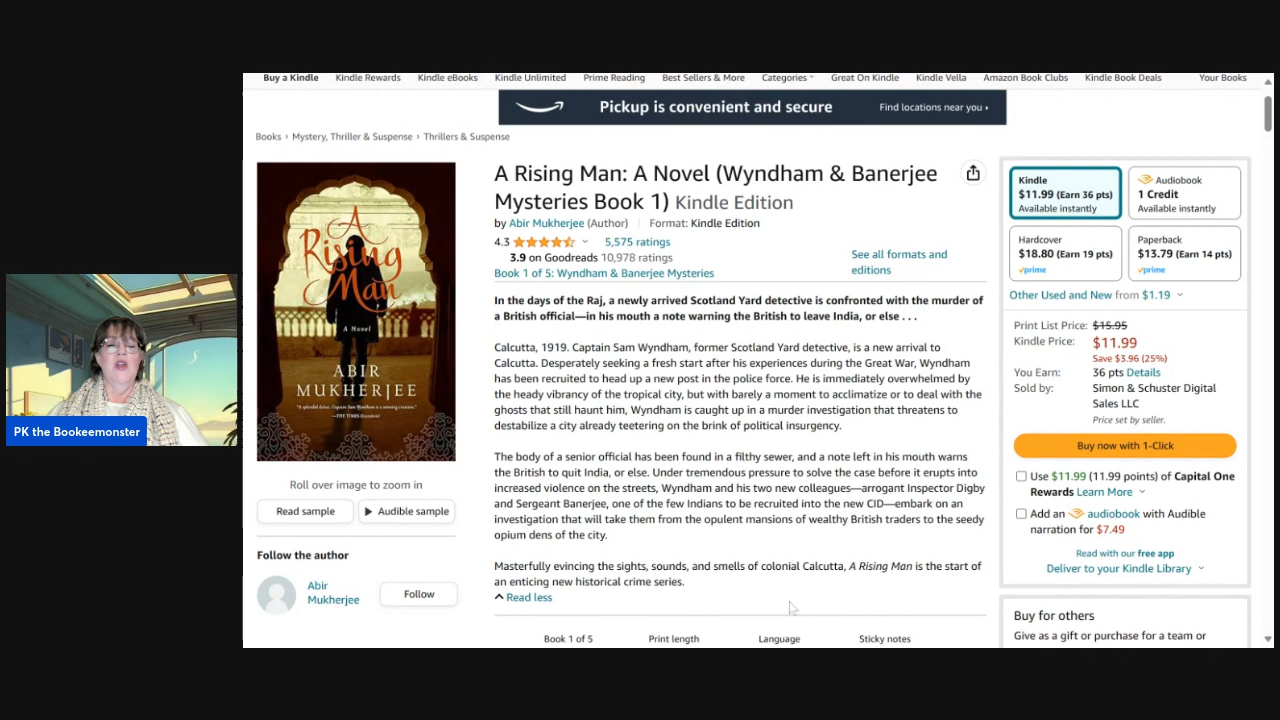 Buy a Kindle Kindle Rewards Kindle eBooks Kindle Unlimited Prime Reading Best Sellers & More Categories Great On Kindle Kindle Vella Amazon Book Clubs Kindle Book Deals Your Books
Pickup is convenient and secure Find locations near you ▸
Books › Mystery, Thriller & Suspense › Thrillers & Suspense
A
Rising
Man
A Novel
ABIR
MUKHERJEE
"A splendid debut. Captain Sam Wyndham is a winning creation."
—THE TIMES (London)
Roll over image to zoom in
Read sample
Audible sample
Follow the author
Abir
Mukherjee
Follow
A Rising Man: A Novel (Wyndham & Banerjee
Mysteries Book 1) Kindle Edition
by Abir Mukherjee (Author) Format: Kindle Edition
4.3 5,575 ratings
3.9 on Goodreads 10,978 ratings
See all formats and
editions
Book 1 of 5: Wyndham & Banerjee Mysteries
In the days of the Raj, a newly arrived Scotland Yard detective is confronted with the murder of
a British official—in his mouth a note warning the British to leave India, or else . . .
Calcutta, 1919. Captain Sam Wyndham, former Scotland Yard detective, is a new arrival to
Calcutta. Desperately seeking a fresh start after his experiences during the Great War, Wyndham
has been recruited to head up a new post in the police force. He is immediately overwhelmed by
the heady vibrancy of the tropical city, but with barely a moment to acclimatize or to deal with the
ghosts that still haunt him, Wyndham is caught up in a murder investigation that threatens to
destabilize a city already teetering on the brink of political insurgency.
The body of a senior official has been found in a filthy sewer, and a note left in his mouth warns
the British to quit India, or else. Under tremendous pressure to solve the case before it erupts into
increased violence on the streets, Wyndham and his two new colleagues—arrogant Inspector Digby
and Sergeant Banerjee, one of the few Indians to be recruited into the new CID—embark on an
investigation that will take them from the opulent mansions of wealthy British traders to the seedy
opium dens of the city.
Masterfully evincing the sights, sounds, and smells of colonial Calcutta, A Rising Man is the start of
an enticing new historical crime series.
Read less
Book 1 of 5 Print length Language Sticky notes
Kindle
$11.99 (Earn 36 pts)
Available instantly
Audiobook
1 Credit
Available instantly
Hardcover
$18.80 (Earn 19 pts)
prime
Paperback
$13.79 (Earn 14 pts)
prime
Other Used and New from $1.19
Print List Price: $15.95
Kindle Price: $11.99
Save $3.96 (25%)
You Earn: 36 pts Details
Sold by: Simon & Schuster Digital
Sales LLC
Price set by seller.
Buy now with 1-Click
Use $11.99 (11.99 points) of Capital One
Rewards Learn More
Add an audiobook with Audible
narration for $7.49
Read with our free app
Deliver to your Kindle Library
Buy for others
Give as a gift or purchase for a team or
PK the Bookeemonster